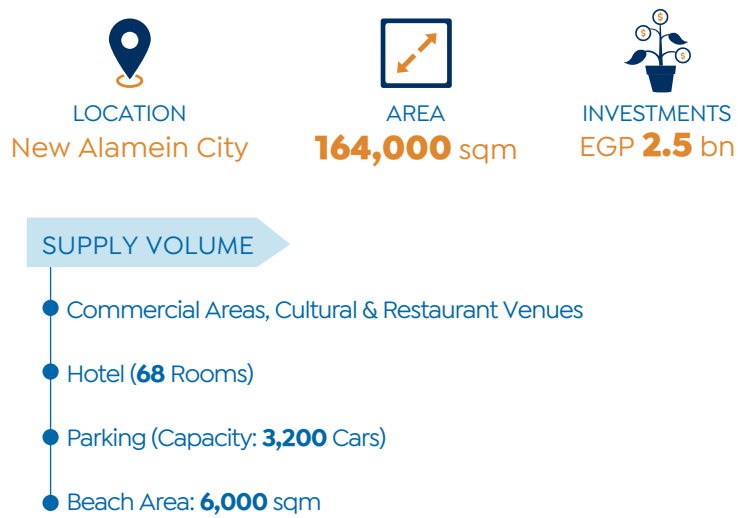 LOCATION
New Alamein City
AREA
164,000 sqm
INVESTMENTS
EGP 2.5 bn
SUPPLY VOLUME
Commercial Areas, Cultural & Restaurant Venues
Hotel (68 Rooms)
Parking (Capacity: 3,200 Cars)
Beach Area: 6,000 sqm